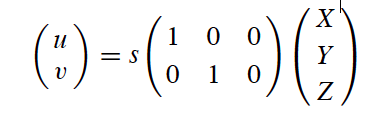 (u v) = s (1 0 0 0 1 0) (X Y Z)